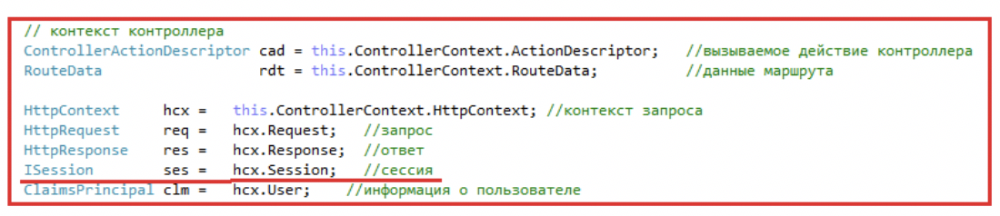 // контекст контроллера
ControllerActionDescriptor cad = this.ControllerContext.ActionDescriptor; //вызываемое действие контроллера
RouteData rdt = this.ControllerContext.RouteData; //данные маршрута
HttpContext hcx = this.ControllerContext.HttpContext; //контекст запроса
HttpRequest req = hcx.Request; //запрос
HttpResponse res = hcx.Response; //ответ
ISession ses = hcx.Session; //сессия
ClaimsPrincipal clm = hcx.User; //информация о пользователе